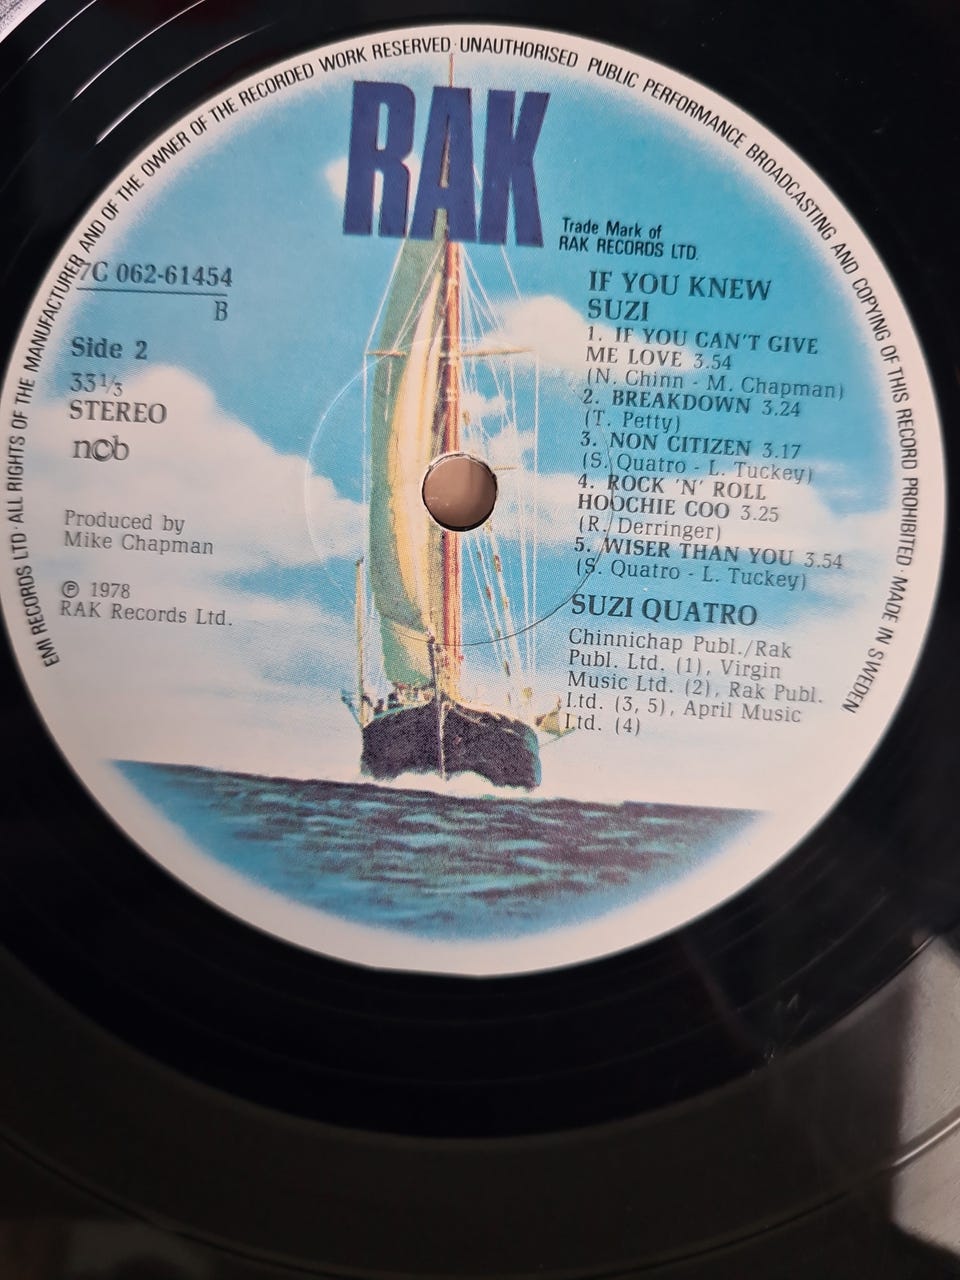 EMI RECORDS LTD · ALL RIGHTS OF THE MANUFACTURER AND OF THE OWNER OF THE RECORDED WORK RESERVED · UNAUTHORISED PUBLIC PERFORMANCE BROADCASTING AND COPYING OF THIS RECORD PROHIBITED · MADE IN SWEDEN
RAK
Trade Mark of
RAK RECORDS LTD.
7C 062-61454
B
Side 2
33 1/3
STEREO
ncb
Produced by
Mike Chapman
℗ 1978
RAK Records Ltd.
IF YOU KNEW
SUZI
1. IF YOU CAN'T GIVE
ME LOVE 3.54
(N. Chinn - M. Chapman)
2. BREAKDOWN 3.24
(T. Petty)
3. NON CITIZEN 3.17
(S. Quatro - L. Tuckey)
4. ROCK 'N' ROLL
HOOCHIE COO 3.25
(R. Derringer)
5. WISER THAN YOU 3.54
(S. Quatro - L. Tuckey)
SUZI QUATRO
Chinnichap Publ./Rak
Publ. Ltd. (1), Virgin
Music Ltd. (2), Rak Publ.
Ltd. (3, 5), April Music
Ltd. (4)